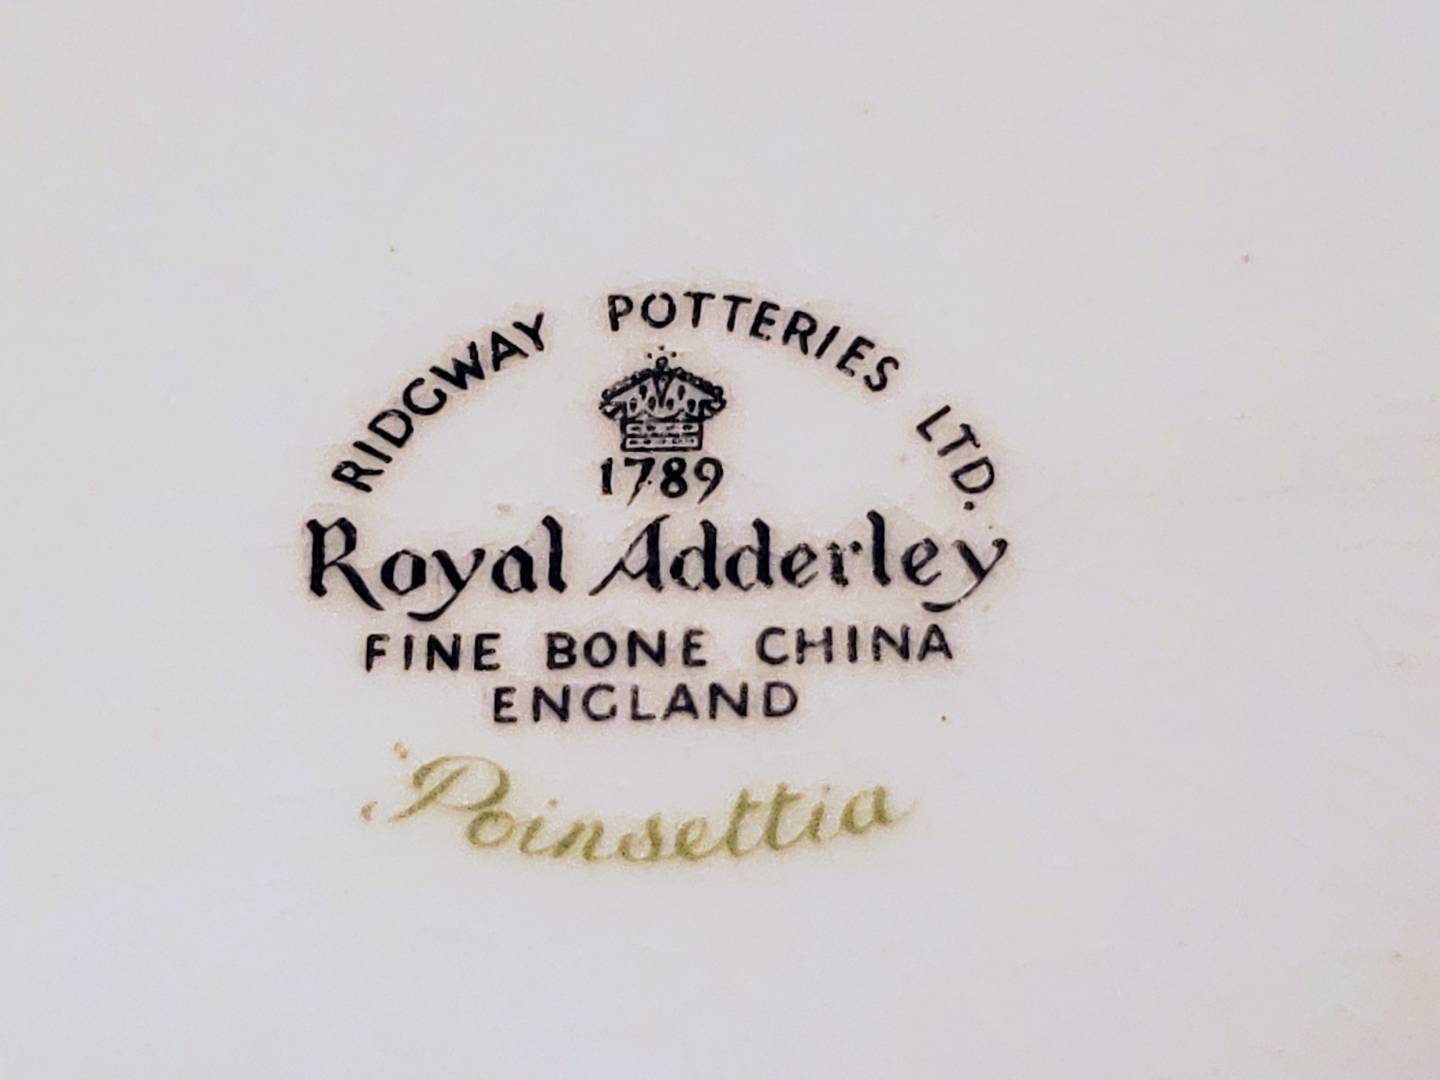 RIDGWAY POTTERIES LTD.
1789
Royal Adderley
FINE BONE CHINA
ENGLAND
Poinsettia